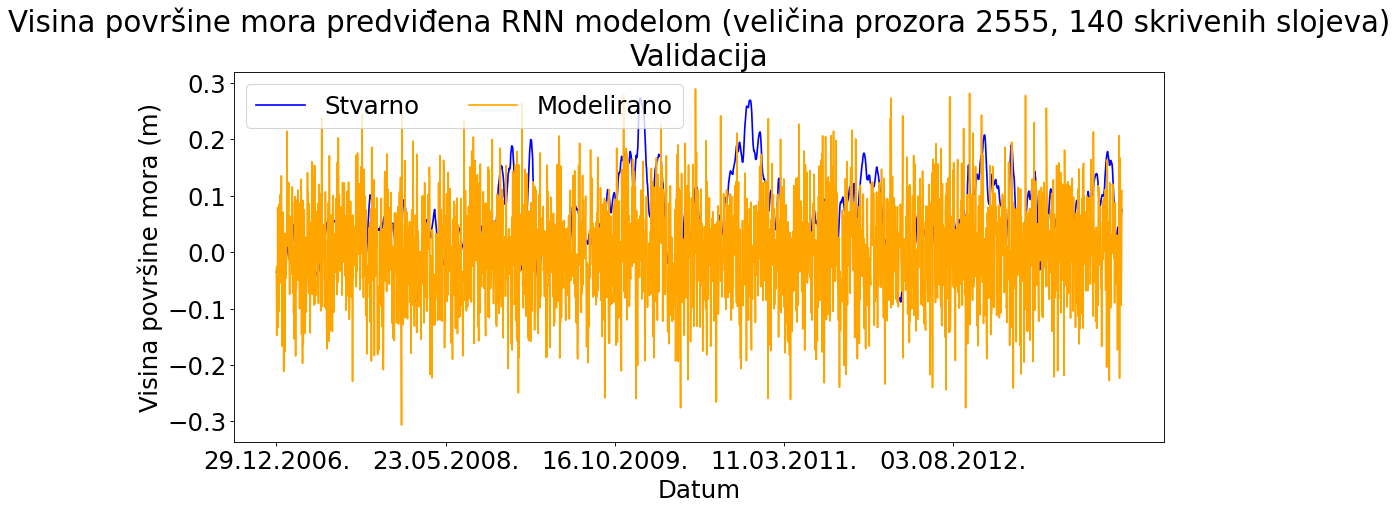 Visina površine mora predviđena RNN modelom (veličina prozora 2555, 140 skrivenih slojeva)
Validacija
Stvarno Modelirano
Visina površine mora (m)
0.3
0.2
0.1
0.0
−0.1
−0.2
−0.3
29.12.2006. 23.05.2008. 16.10.2009. 11.03.2011. 03.08.2012.
Datum